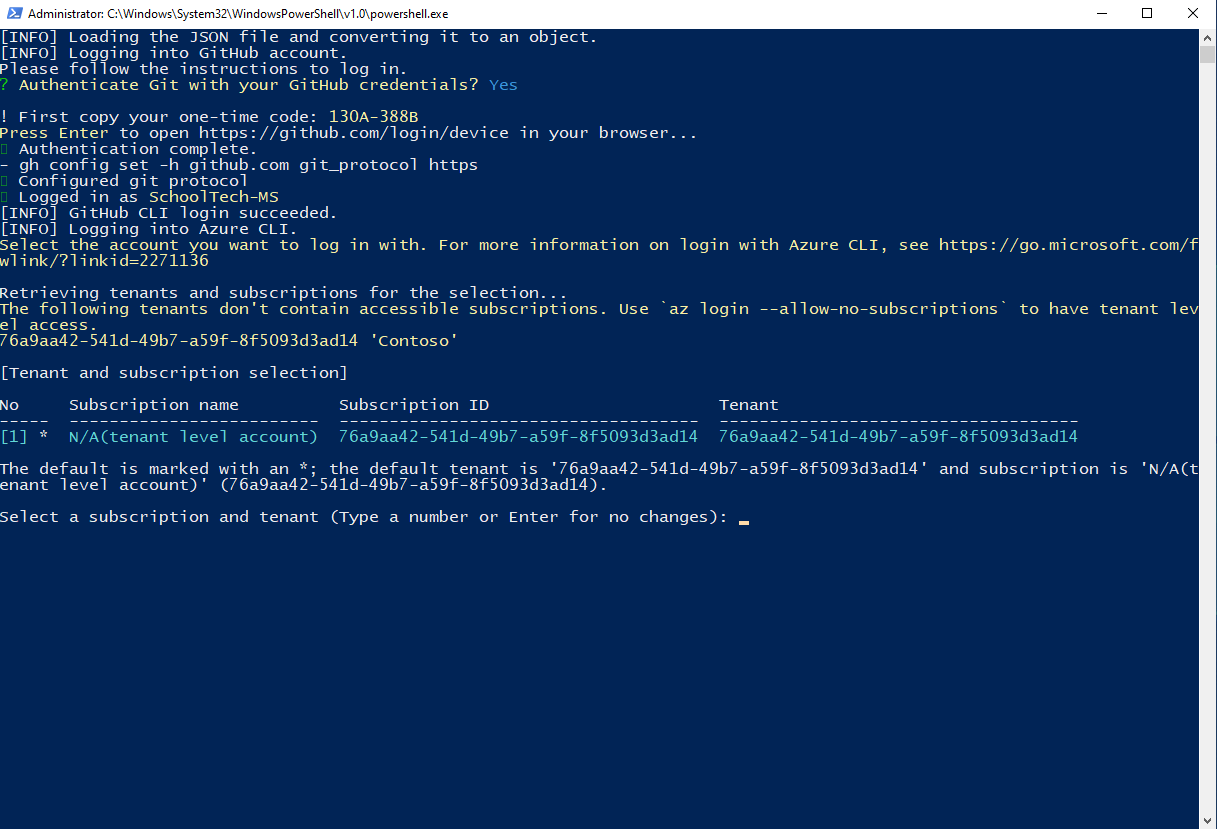 Administrator: C:\Windows\System32\WindowsPowerShell\v1.0\powershell.exe
[INFO] Loading the JSON file and converting it to an object.
[INFO] Logging into GitHub account.
Please follow the instructions to log in.
? Authenticate Git with your GitHub credentials? Yes
! First copy your one-time code: 130A-388B
Press Enter to open https://github.com/login/device in your browser...
Authentication complete.
- gh config set -h github.com git_protocol https
Configured git protocol
Logged in as SchoolTech-MS
[INFO] GitHub CLI login succeeded.
[INFO] Logging into Azure CLI.
Select the account you want to log in with. For more information on login with Azure CLI, see https://go.microsoft.com/f
wlink/?linkid=2271136
Retrieving tenants and subscriptions for the selection...
The following tenants don't contain accessible subscriptions. Use `az login --allow-no-subscriptions` to have tenant lev
el access.
76a9aa42-541d-49b7-a59f-8f5093d3ad14 'Contoso'
[Tenant and subscription selection]
No Subscription name Subscription ID Tenant
----- ------------------------- ------------------------------------ ------------------------------------
[1] * N/A(tenant level account) 76a9aa42-541d-49b7-a59f-8f5093d3ad14 76a9aa42-541d-49b7-a59f-8f5093d3ad14
The default is marked with an *; the default tenant is '76a9aa42-541d-49b7-a59f-8f5093d3ad14' and subscription is 'N/A(t
enant level account)' (76a9aa42-541d-49b7-a59f-8f5093d3ad14).
Select a subscription and tenant (Type a number or Enter for no changes):